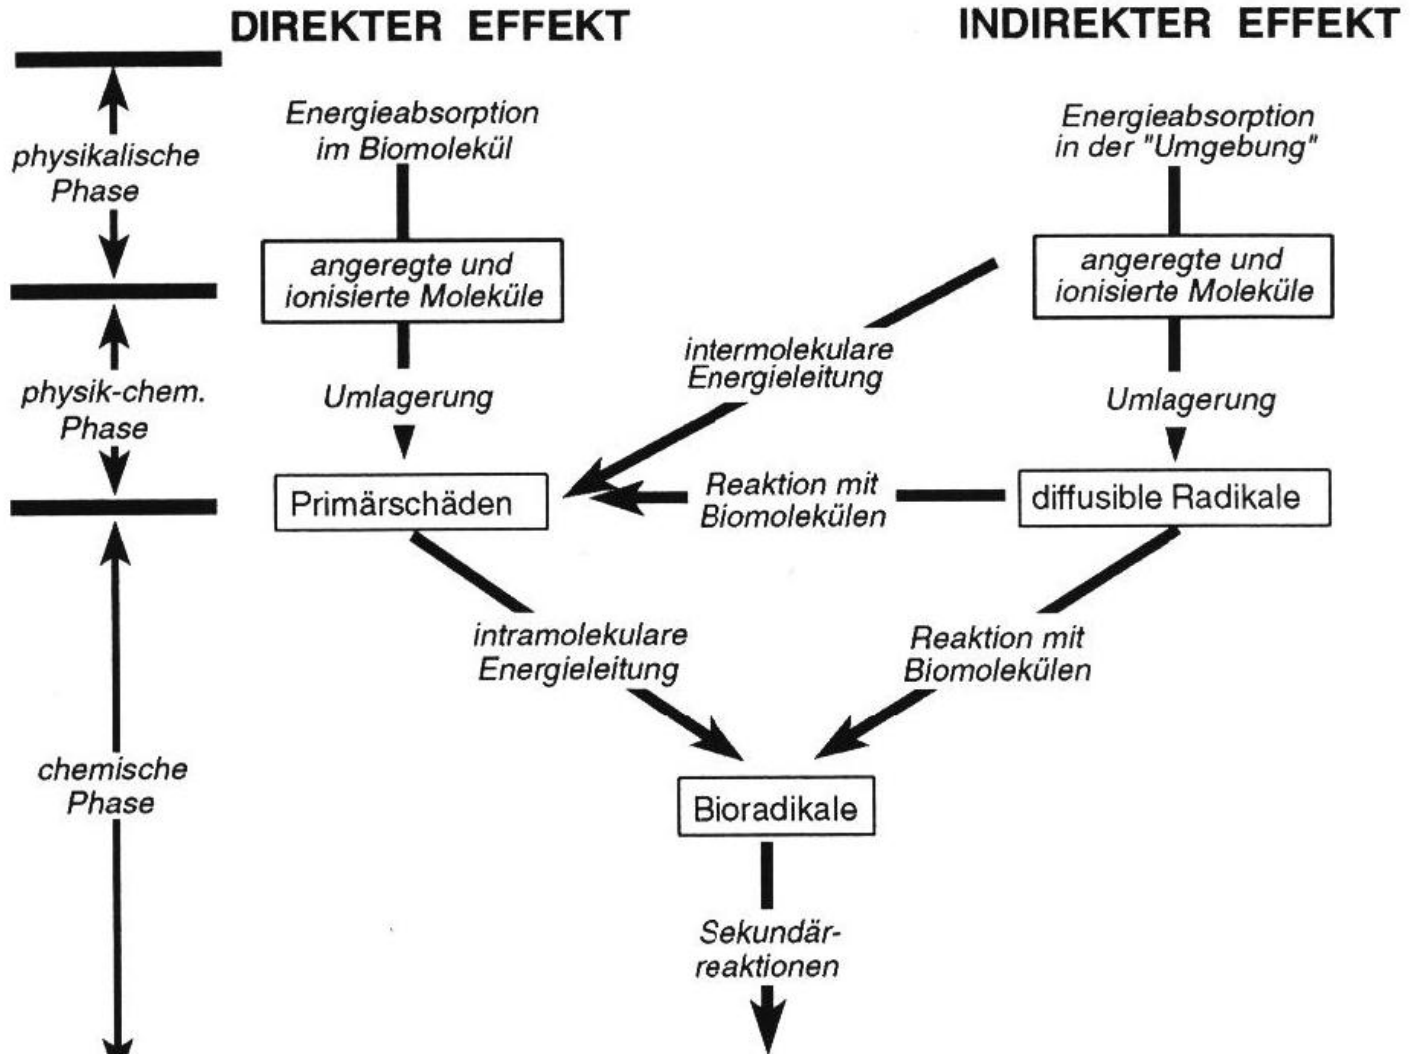 DIREKTER EFFEKT
INDIREKTER EFFEKT
physikalische
Phase
Energieabsorption
im Biomolekül
Energieabsorption
in der "Umgebung"
angeregte und
ionisierte Moleküle
angeregte und
ionisierte Moleküle
physik-chem.
Phase
Umlagerung
intermolekulare
Energieleitung
Umlagerung
Primärschäden
Reaktion mit
Biomolekülen
diffusible Radikale
intramolekulare
Energieleitung
Reaktion mit
Biomolekülen
chemische
Phase
Bioradikale
Sekundär-
reaktionen